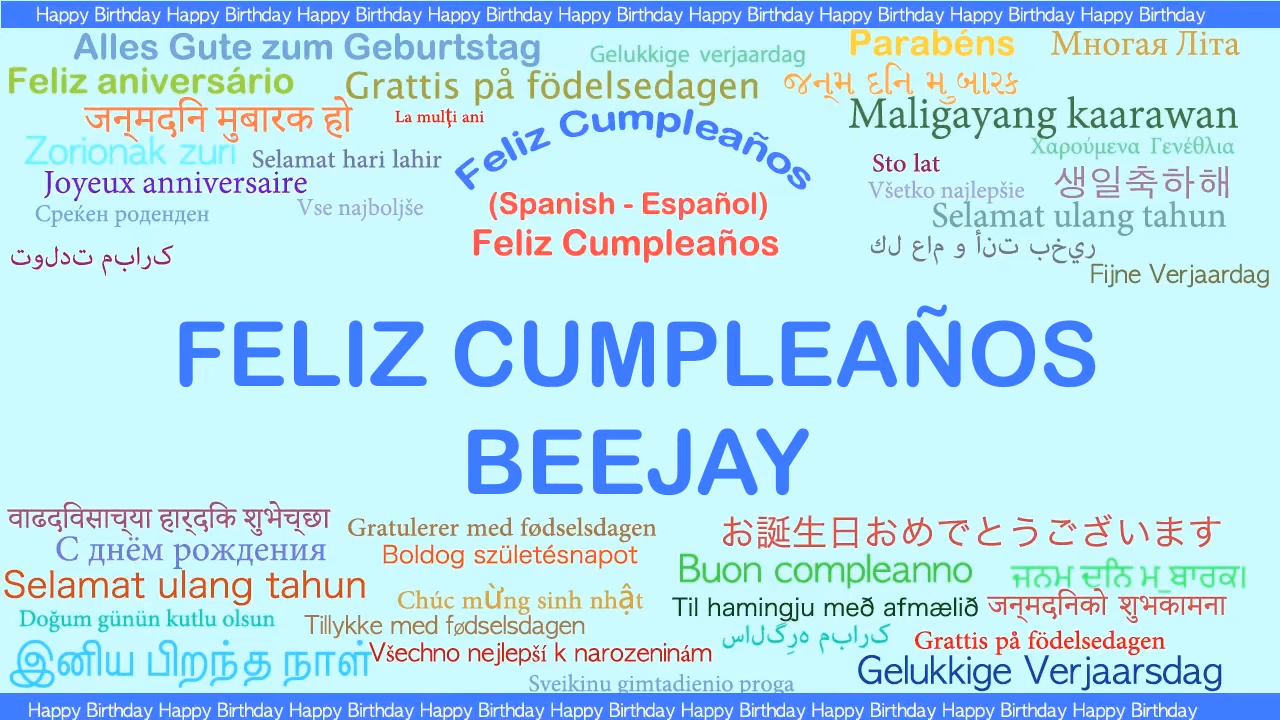 Happy Birthday Happy Birthday Happy Birthday Happy Birthday Happy Birthday Happy Birthday Happy Birthday Happy Birthday Happy Birthday
Alles Gute zum Geburtstag
Gelukkige verjaardag
Parabéns
Многая Літа
Feliz aniversário
Grattis på födelsedagen
જન્મ દિન મુબારક
जन्मदिन मुबारक हो
La mulţi ani
Feliz Cumpleaños
Maligayang kaarawan
Zorionak zuri
Selamat hari lahir
Sto lat
Χαρούμενα Γενέθλια
Joyeux anniversaire
(Spanish - Español)
Všetko najlepšie
생일축하해
Среќен роденден
Vse najboljše
Selamat ulang tahun
Feliz Cumpleaños
تولدت مبارک
كل عام و أنت بخير
Fijne Verjaardag
FELIZ CUMPLEAÑOS
BEEJAY
वाढदिवसाच्या हार्दिक शुभेच्छा
Gratulerer med fødselsdagen
お誕生日おめでとうございます
С днём рождения
Boldog születésnapot
Buon compleanno
ਜਨਮ ਦਿਨ ਮੁਬਾਰਕ।
Selamat ulang tahun
Chúc mừng sinh nhật
Til hamingju með afmælið
जन्मदिनको शुभकामना
Doğum günün kutlu olsun
Tillykke med fødselsdagen
سالگِرہ مبارک
Grattis på födelsedagen
இனிய பிறந்த நாள்
Všechno nejlepší k narozeninám
Gelukkige Verjaarsdag
Sveikinu gimtadienio proga
Happy Birthday Happy Birthday Happy Birthday Happy Birthday Happy Birthday Happy Birthday Happy Birthday Happy Birthday Happy Birthday